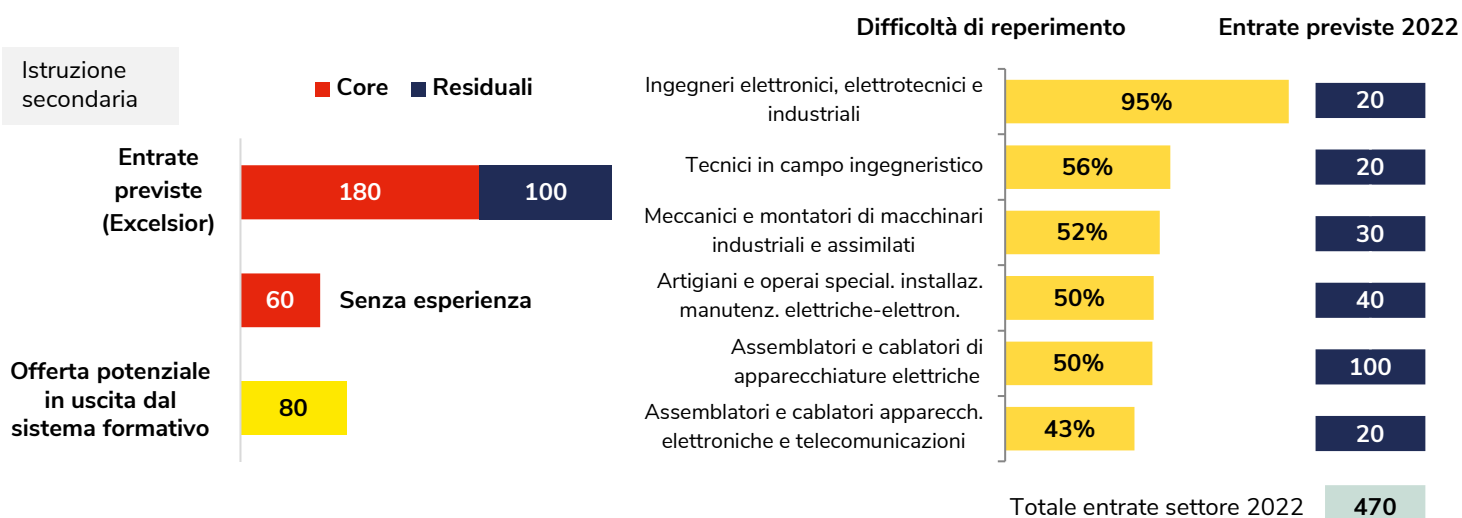 Istruzione
secondaria
Core
Residuali
Entrate
previste
(Excelsior)
180
100
60
Senza esperienza
Offerta potenziale
in uscita dal
sistema formativo
80
Difficoltà di reperimento
Entrate previste 2022
Ingegneri elettronici, elettrotecnici e
industriali
95%
20
Tecnici in campo ingegneristico
56%
20
Meccanici e montatori di macchinari
industriali e assimilati
52%
30
Artigiani e operai special. installaz.
manutenz. elettriche-elettron.
50%
40
Assemblatori e cablatori di
apparecchiature elettriche
50%
100
Assemblatori e cablatori apparecch.
elettroniche e telecomunicazioni
43%
20
Totale entrate settore 2022
470